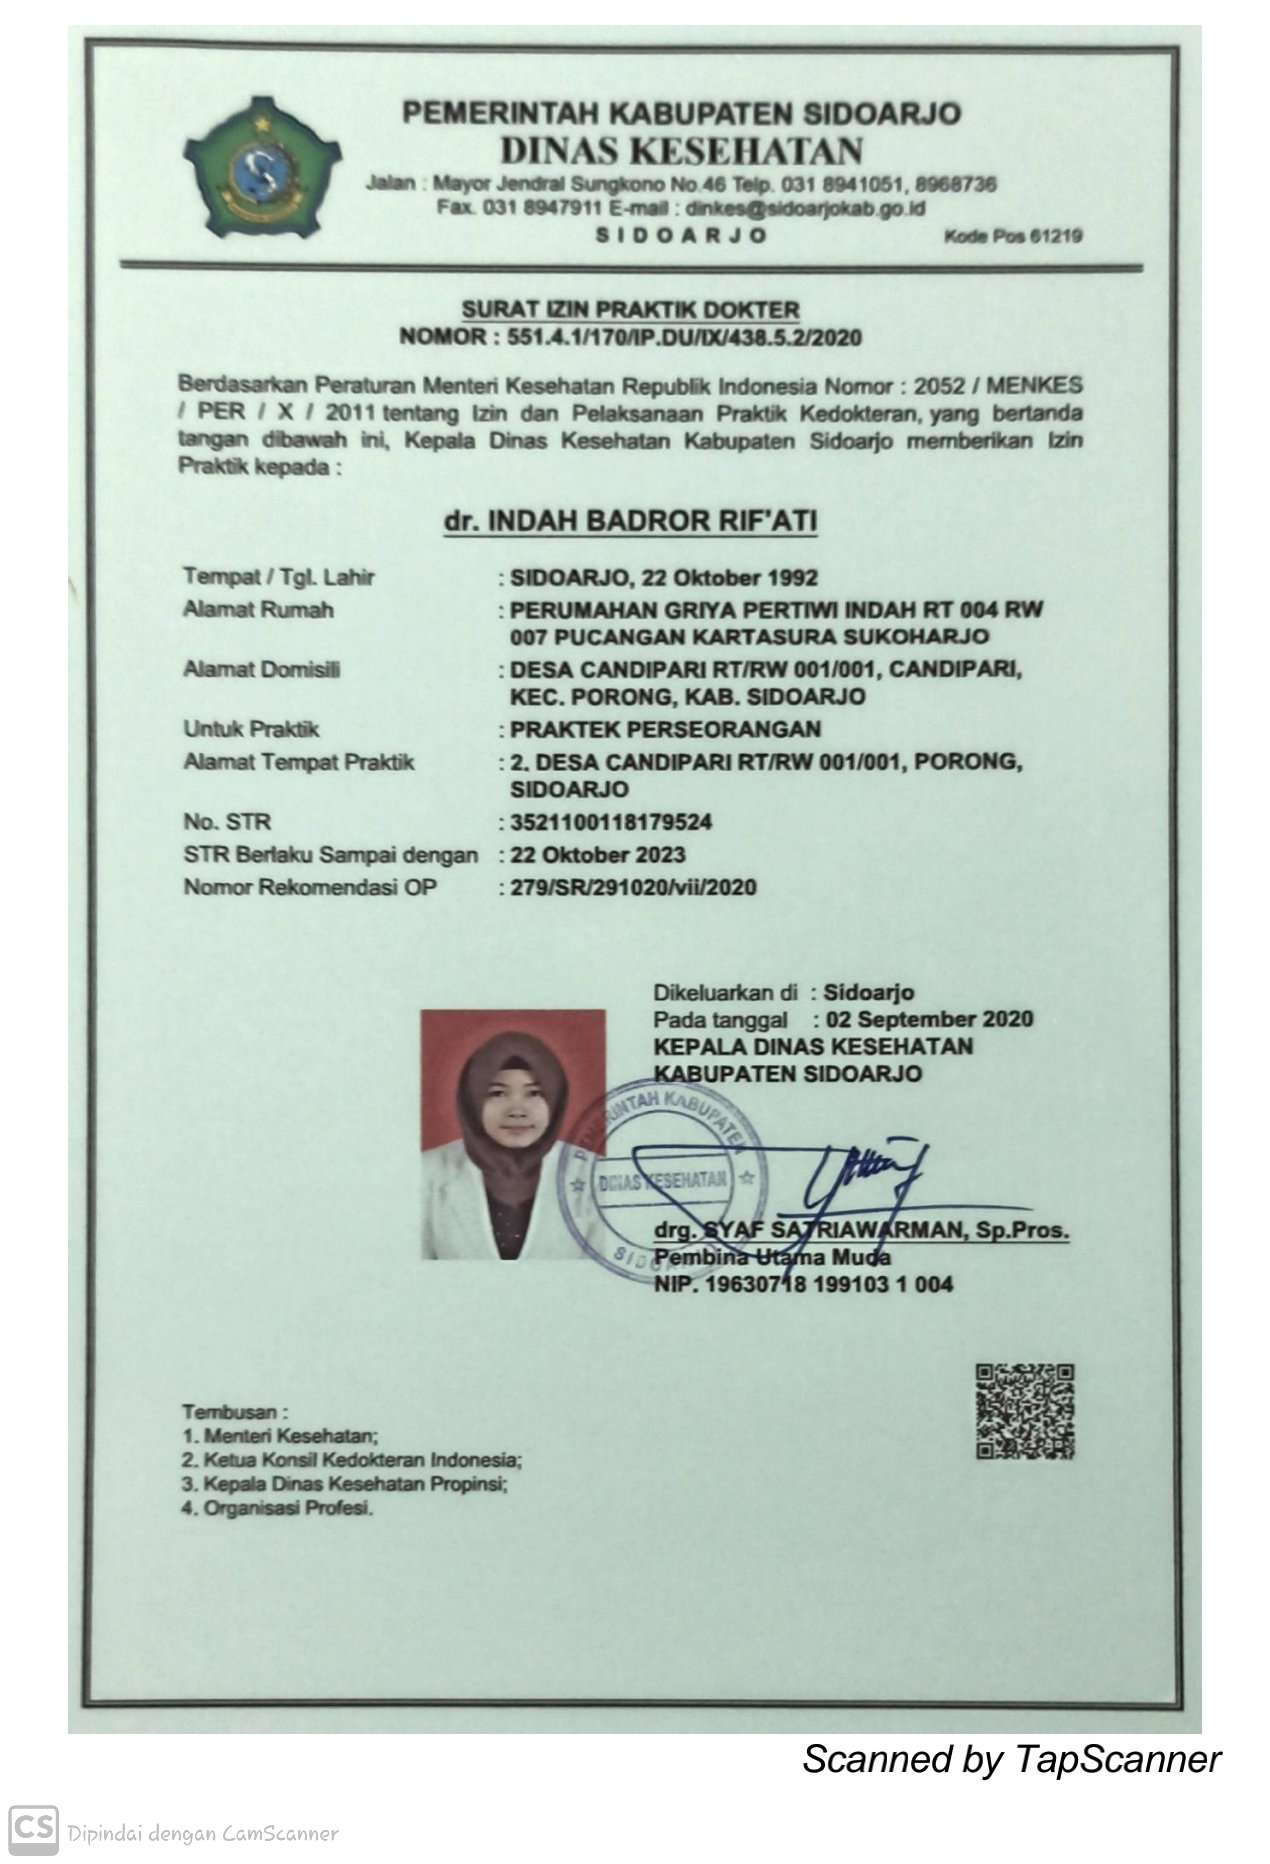 PEMERINTAH KABUPATEN SIDOARJO
DINAS KESEHATAN
Jalan : Mayor Jendral Sungkono No.46 Telp. 031 8941051, 8968736
Fax. 031 8947911 E-mail : dinkes@sidoarjokab.go.id
S I D O A R J O
Kode Pos 61219
SURAT IZIN PRAKTIK DOKTER
NOMOR : 551.4.1/170/IP.DU/IX/438.5.2/2020
Berdasarkan Peraturan Menteri Kesehatan Republik Indonesia Nomor : 2052 / MENKES
/ PER / X / 2011 tentang Izin dan Pelaksanaan Praktik Kedokteran, yang bertanda
tangan dibawah ini, Kepala Dinas Kesehatan Kabupaten Sidoarjo memberikan Izin
Praktik kepada :
dr. INDAH BADROR RIF'ATI
Tempat / Tgl. Lahir : SIDOARJO, 22 Oktober 1992
Alamat Rumah : PERUMAHAN GRIYA PERTIWI INDAH RT 004 RW
007 PUCANGAN KARTASURA SUKOHARJO
Alamat Domisili : DESA CANDIPARI RT/RW 001/001, CANDIPARI,
KEC. PORONG, KAB. SIDOARJO
Untuk Praktik : PRAKTEK PERSEORANGAN
Alamat Tempat Praktik : 2. DESA CANDIPARI RT/RW 001/001, PORONG,
SIDOARJO
No. STR : 3521100118179524
STR Berlaku Sampai dengan : 22 Oktober 2023
Nomor Rekomendasi OP : 279/SR/291020/vii/2020
Dikeluarkan di : Sidoarjo
Pada tanggal : 02 September 2020
KEPALA DINAS KESEHATAN
KABUPATEN SIDOARJO
PEMERINTAH KABUPATEN
DINAS KESEHATAN
SIDOARJO
drg. SYAF SATRIAWARMAN, Sp.Pros.
Pembina Utama Muda
NIP. 19630718 199103 1 004
Tembusan :
1. Menteri Kesehatan;
2. Ketua Konsil Kedokteran Indonesia;
3. Kepala Dinas Kesehatan Propinsi;
4. Organisasi Profesi.
Scanned by TapScanner
CS Dipindai dengan CamScanner